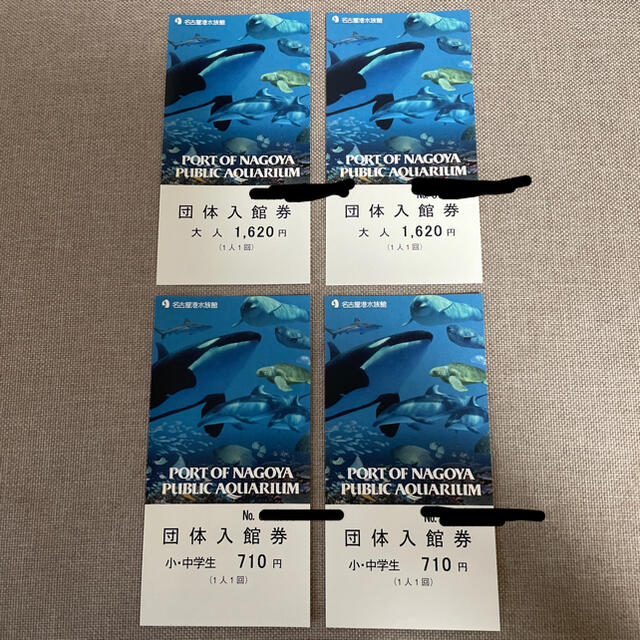 名古屋港水族館
PORT OF NAGOYA
PUBLIC AQUARIUM
団体入館券
大人 1,620円
(1人1回)
名古屋港水族館
PORT OF NAGOYA
PUBLIC AQUARIUM
No.
団体入館券
大人 1,620円
(1人1回)
名古屋港水族館
PORT OF NAGOYA
PUBLIC AQUARIUM
No.
団体入館券
小・中学生 710円
(1人1回)
名古屋港水族館
PORT OF NAGOYA
PUBLIC AQUARIUM
No.
団体入館券
小・中学生 710円
(1人1回)